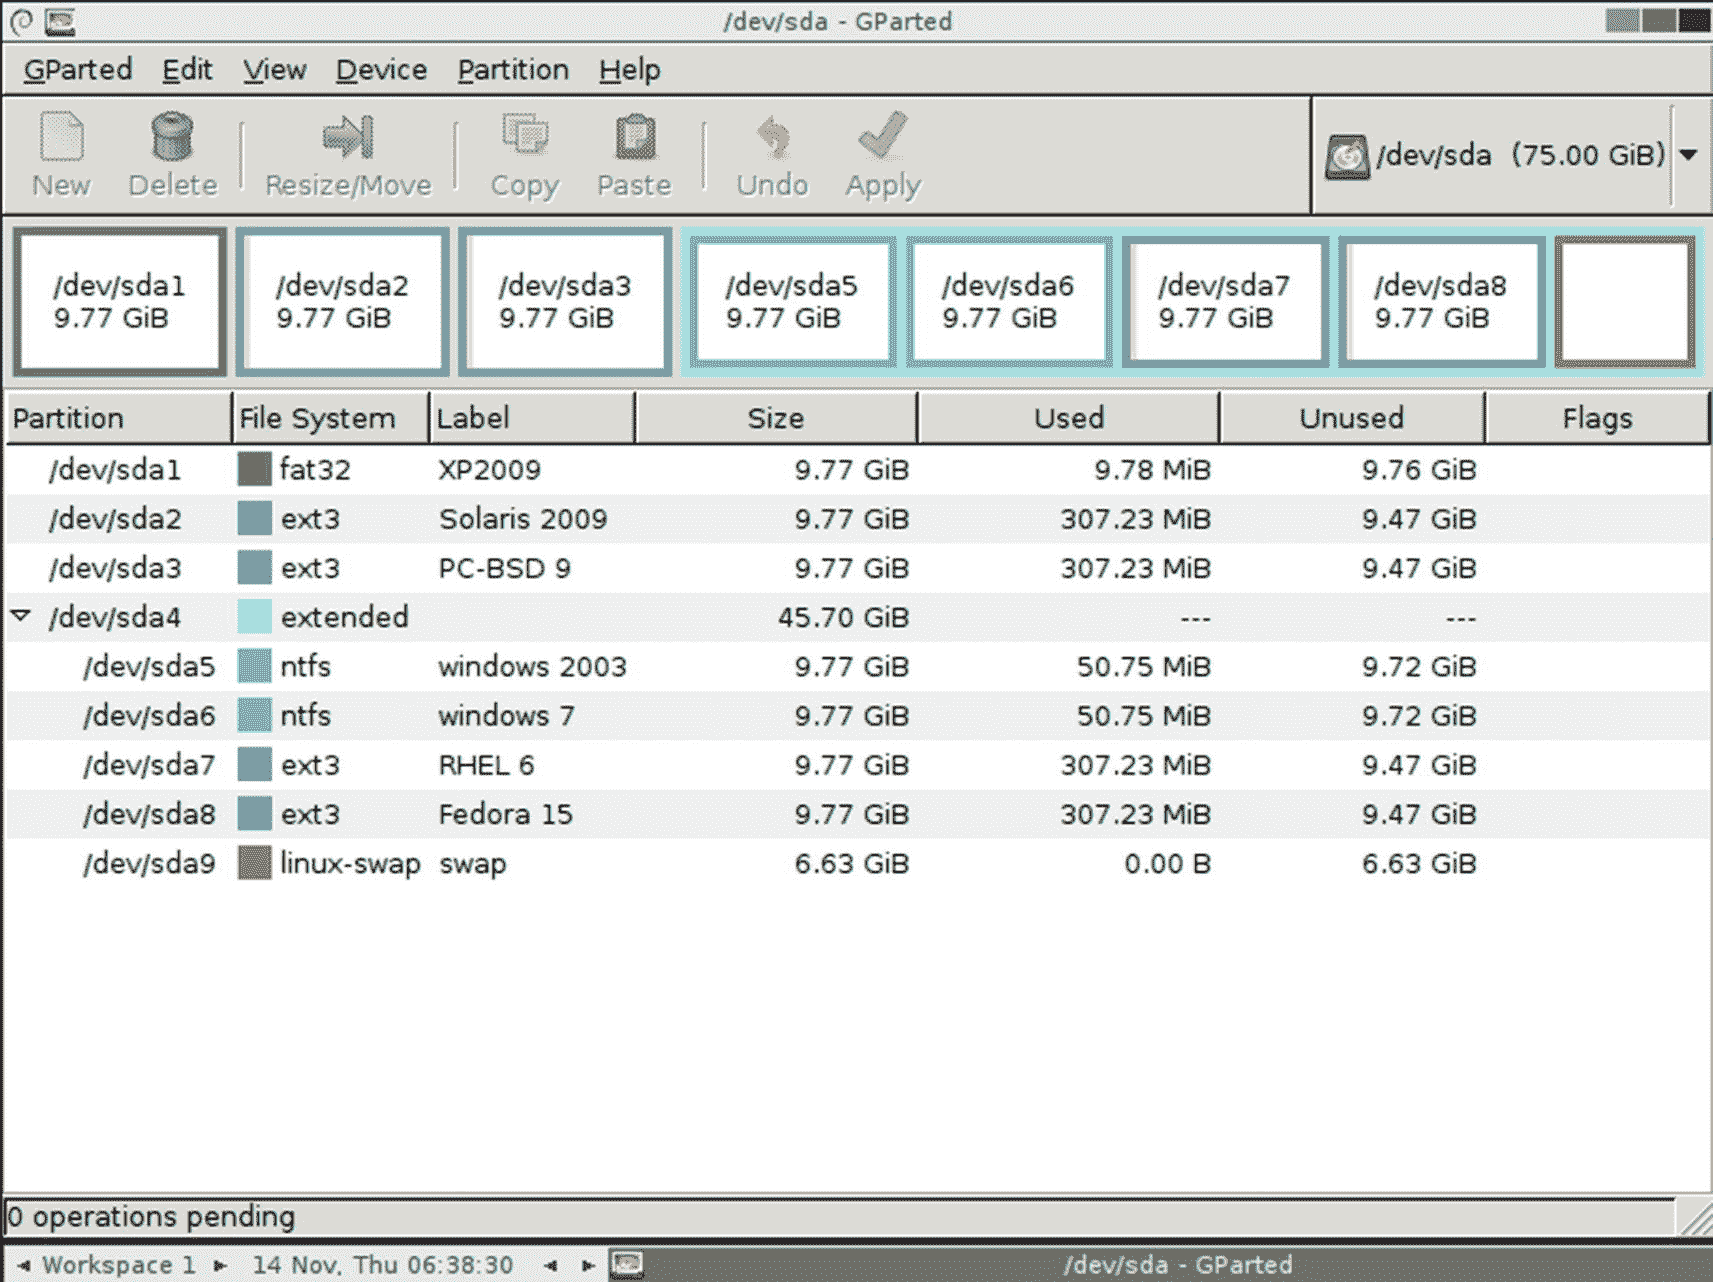 /dev/sda - GParted
GParted Edit View Device Partition Help
New Delete Resize/Move Copy Paste Undo Apply /dev/sda (75.00 GiB)
/dev/sda1 /dev/sda2 /dev/sda3 /dev/sda5 /dev/sda6 /dev/sda7 /dev/sda8
9.77 GiB 9.77 GiB 9.77 GiB 9.77 GiB 9.77 GiB 9.77 GiB 9.77 GiB
Partition File System Label Size Used Unused Flags
/dev/sda1 fat32 XP2009 9.77 GiB 9.78 MiB 9.76 GiB
/dev/sda2 ext3 Solaris 2009 9.77 GiB 307.23 MiB 9.47 GiB
/dev/sda3 ext3 PC-BSD 9 9.77 GiB 307.23 MiB 9.47 GiB
/dev/sda4 extended 45.70 GiB --- ---
/dev/sda5 ntfs windows 2003 9.77 GiB 50.75 MiB 9.72 GiB
/dev/sda6 ntfs windows 7 9.77 GiB 50.75 MiB 9.72 GiB
/dev/sda7 ext3 RHEL 6 9.77 GiB 307.23 MiB 9.47 GiB
/dev/sda8 ext3 Fedora 15 9.77 GiB 307.23 MiB 9.47 GiB
/dev/sda9 linux-swap swap 6.63 GiB 0.00 B 6.63 GiB
0 operations pending
Workspace 1 14 Nov, Thu 06:38:30 /dev/sda - GParted